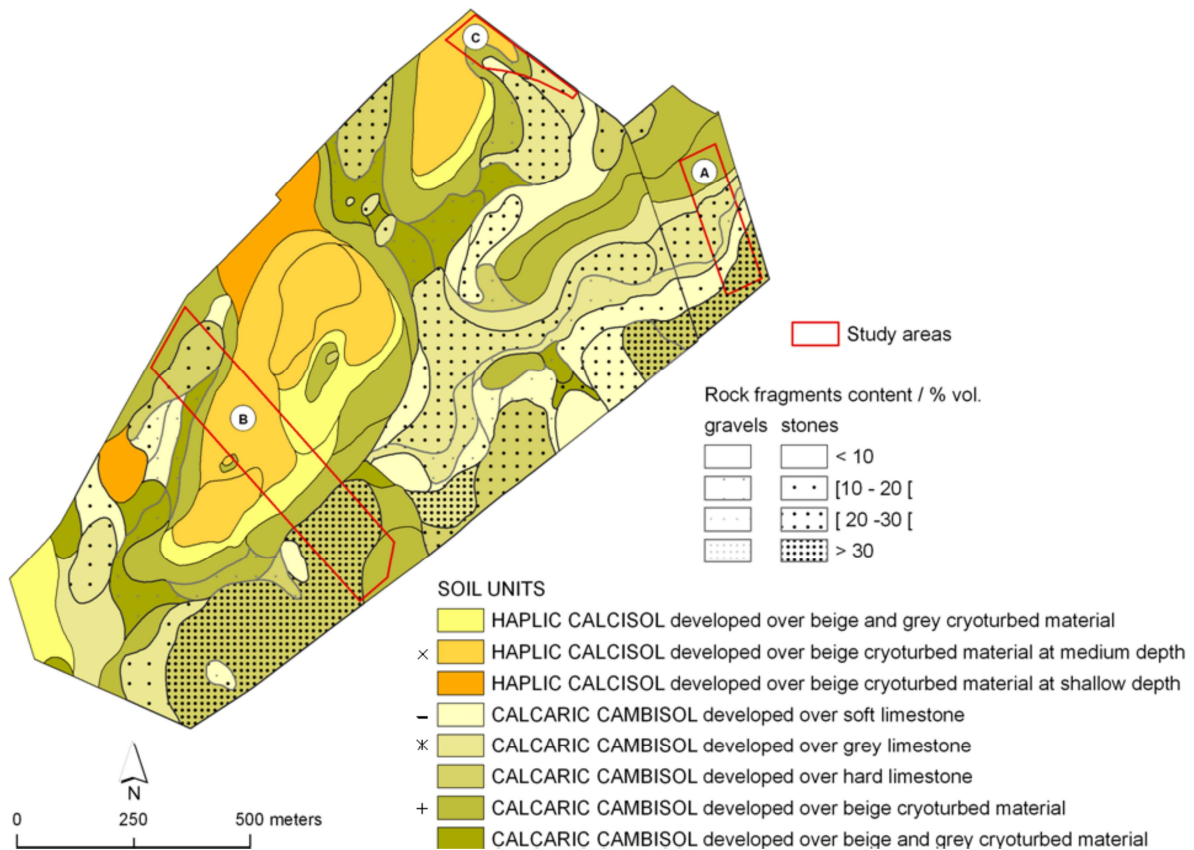 C
A
B
Study areas
Rock fragments content / % vol.
gravels stones
< 10
[10 - 20 [
[ 20 -30 [
> 30
SOIL UNITS
HAPLIC CALCISOL developed over beige and grey cryoturbed material
× HAPLIC CALCISOL developed over beige cryoturbed material at medium depth
HAPLIC CALCISOL developed over beige cryoturbed material at shallow depth
– CALCARIC CAMBISOL developed over soft limestone
* CALCARIC CAMBISOL developed over grey limestone
CALCARIC CAMBISOL developed over hard limestone
+ CALCARIC CAMBISOL developed over beige cryoturbed material
CALCARIC CAMBISOL developed over beige and grey cryoturbed material
N
0 250 500 meters